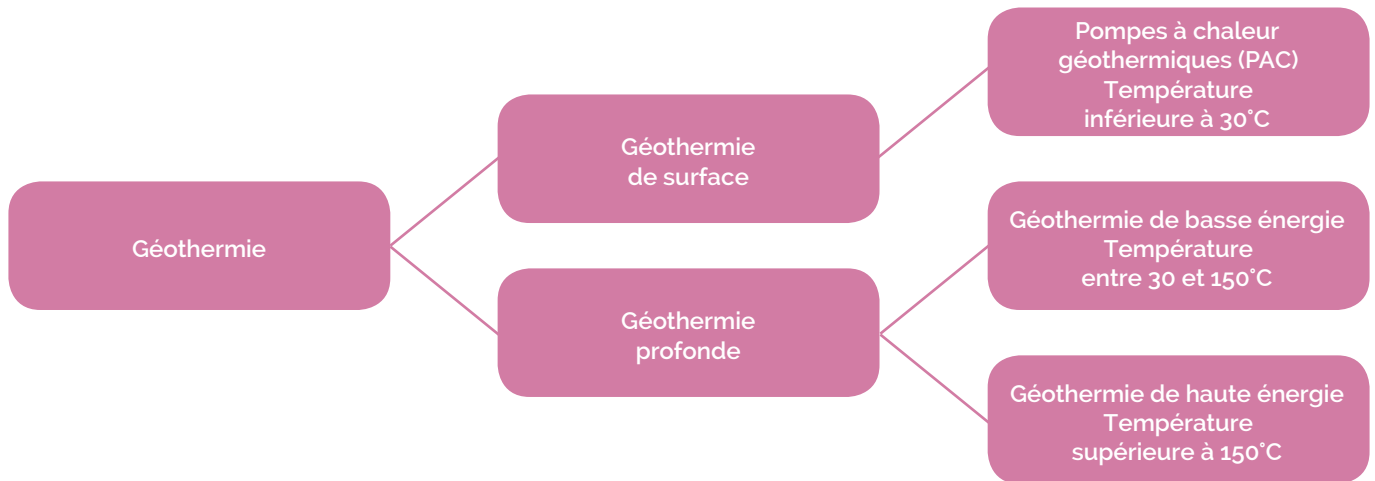 Géothermie
Géothermie
de surface
Géothermie
profonde
Pompes à chaleur
géothermiques (PAC)
Température
inférieure à 30°C
Géothermie de basse énergie
Température
entre 30 et 150°C
Géothermie de haute énergie
Température
supérieure à 150°C